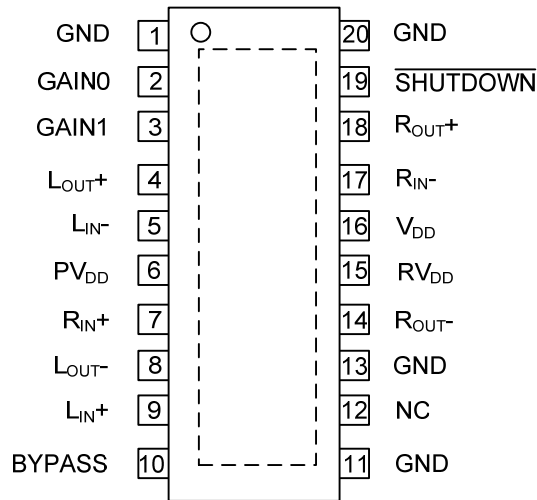 GND 1 20 GND
GAIN0 2 19 SHUTDOWN
GAIN1 3 18 ROUT+
LOUT+ 4 17 RIN-
LIN- 5 16 VDD
PVDD 6 15 RVDD
RIN+ 7 14 ROUT-
LOUT- 8 13 GND
LIN+ 9 12 NC
BYPASS 10 11 GND